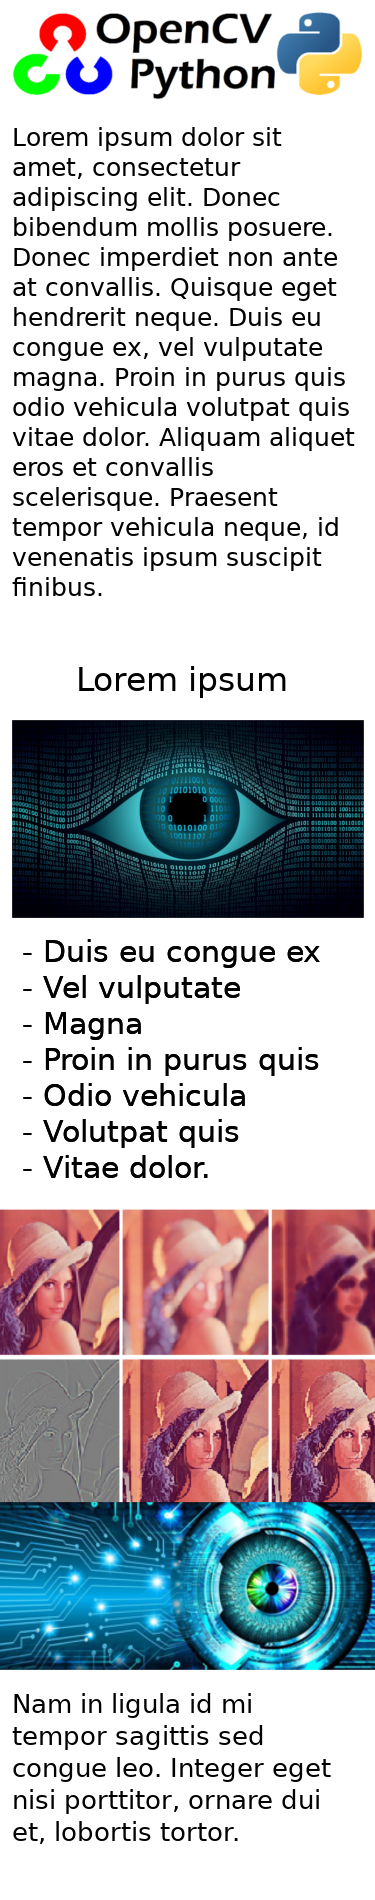 OpenCV
Python
Lorem ipsum dolor sit
amet, consectetur
adipiscing elit. Donec
bibendum mollis posuere.
Donec imperdiet non ante
at convallis. Quisque eget
hendrerit neque. Duis eu
congue ex, vel vulputate
magna. Proin in purus quis
odio vehicula volutpat quis
vitae dolor. Aliquam aliquet
eros et convallis
scelerisque. Praesent
tempor vehicula neque, id
venenatis ipsum suscipit
finibus.
Lorem ipsum
- Duis eu congue ex
- Vel vulputate
- Magna
- Proin in purus quis
- Odio vehicula
- Volutpat quis
- Vitae dolor.
Nam in ligula id mi
tempor sagittis sed
congue leo. Integer eget
nisi porttitor, ornare dui
et, lobortis tortor.